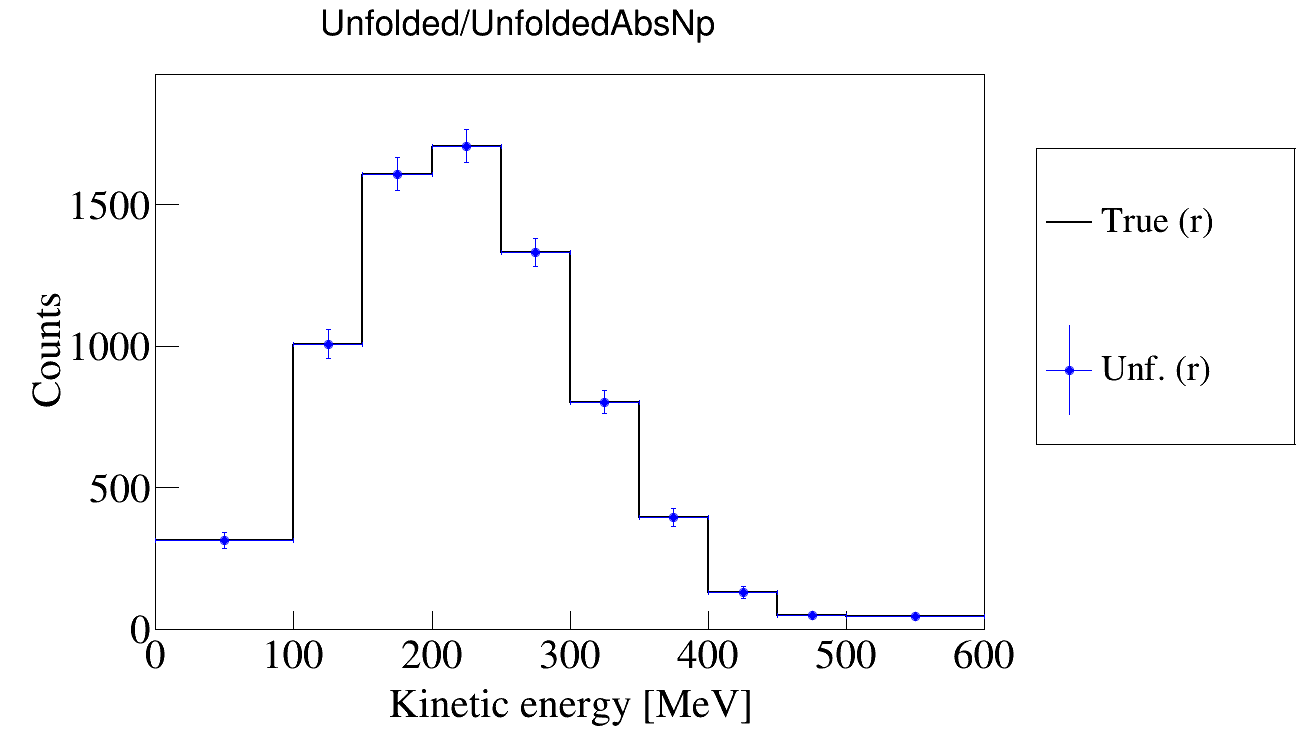 Unfolded/UnfoldedAbsNp
1500
1000
500
0
Counts
0 100 200 300 400 500 600
Kinetic energy [MeV]
True (r)
Unf. (r)